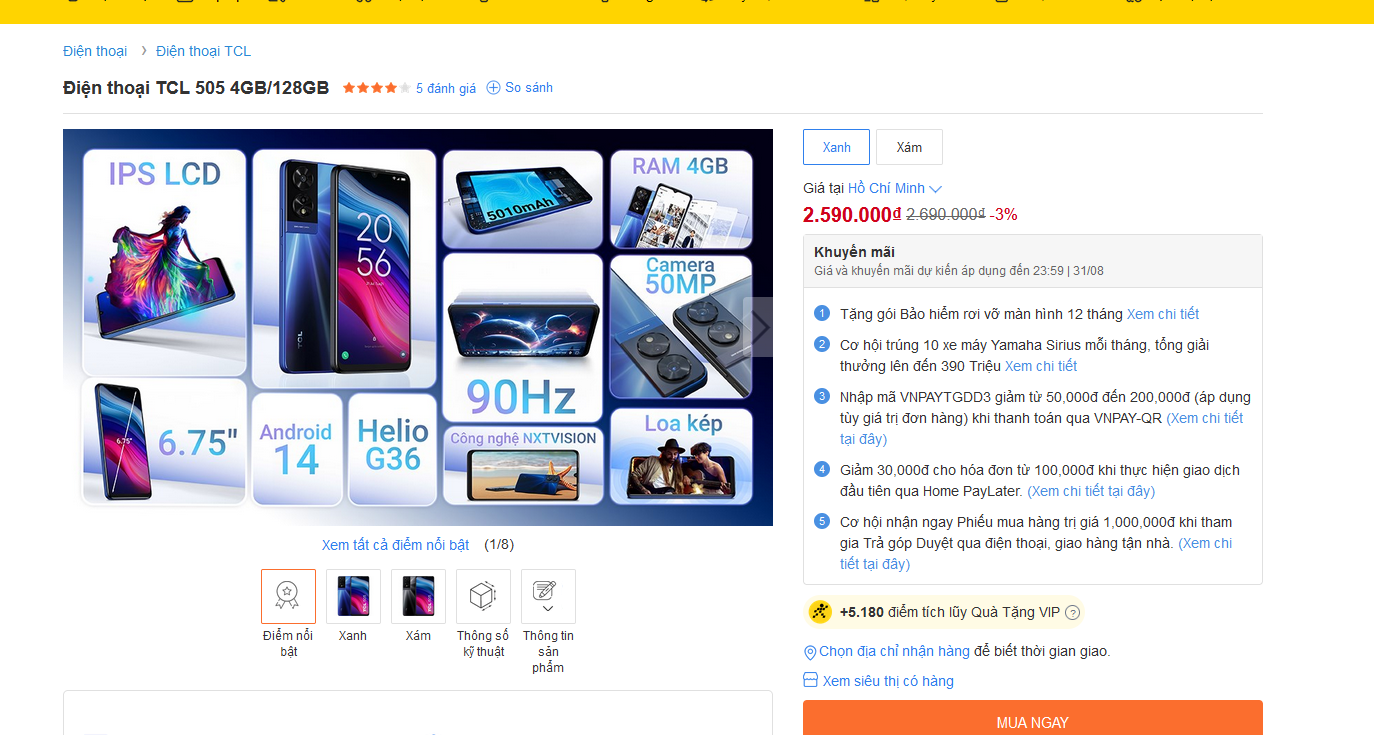 Điện thoại › Điện thoại TCL
Điện thoại TCL 505 4GB/128GB 5 đánh giá So sánh
IPS LCD
TCL
20
56
5010mAh
RAM 4GB
Camera
50MP
90Hz
6.75"
6.75"
Android
14
Helio
G36
Công nghệ NXTVISION
Loa kép
Xem tất cả điểm nổi bật (1/8)
Điểm nổi
bật
Xanh
Xám
Thông số
kỹ thuật
Thông tin
sản
phẩm
Xanh
Xám
Giá tại Hồ Chí Minh
2.590.000₫ 2.690.000₫ -3%
Khuyến mãi
Giá và khuyến mãi dự kiến áp dụng đến 23:59 | 31/08
1 Tặng gói Bảo hiểm rơi vỡ màn hình 12 tháng Xem chi tiết
2 Cơ hội trúng 10 xe máy Yamaha Sirius mỗi tháng, tổng giải
thưởng lên đến 390 Triệu Xem chi tiết
3 Nhập mã VNPAYTGDD3 giảm từ 50,000đ đến 200,000đ (áp dụng
tùy giá trị đơn hàng) khi thanh toán qua VNPAY-QR (Xem chi tiết
tại đây)
4 Giảm 30,000đ cho hóa đơn từ 100,000đ khi thực hiện giao dịch
đầu tiên qua Home PayLater. (Xem chi tiết tại đây)
5 Cơ hội nhận ngay Phiếu mua hàng trị giá 1,000,000đ khi tham
gia Trả góp Duyệt qua điện thoại, giao hàng tận nhà. (Xem chi
tiết tại đây)
+5.180 điểm tích lũy Quà Tặng VIP ?
Chọn địa chỉ nhận hàng để biết thời gian giao.
Xem siêu thị có hàng
MUA NGAY